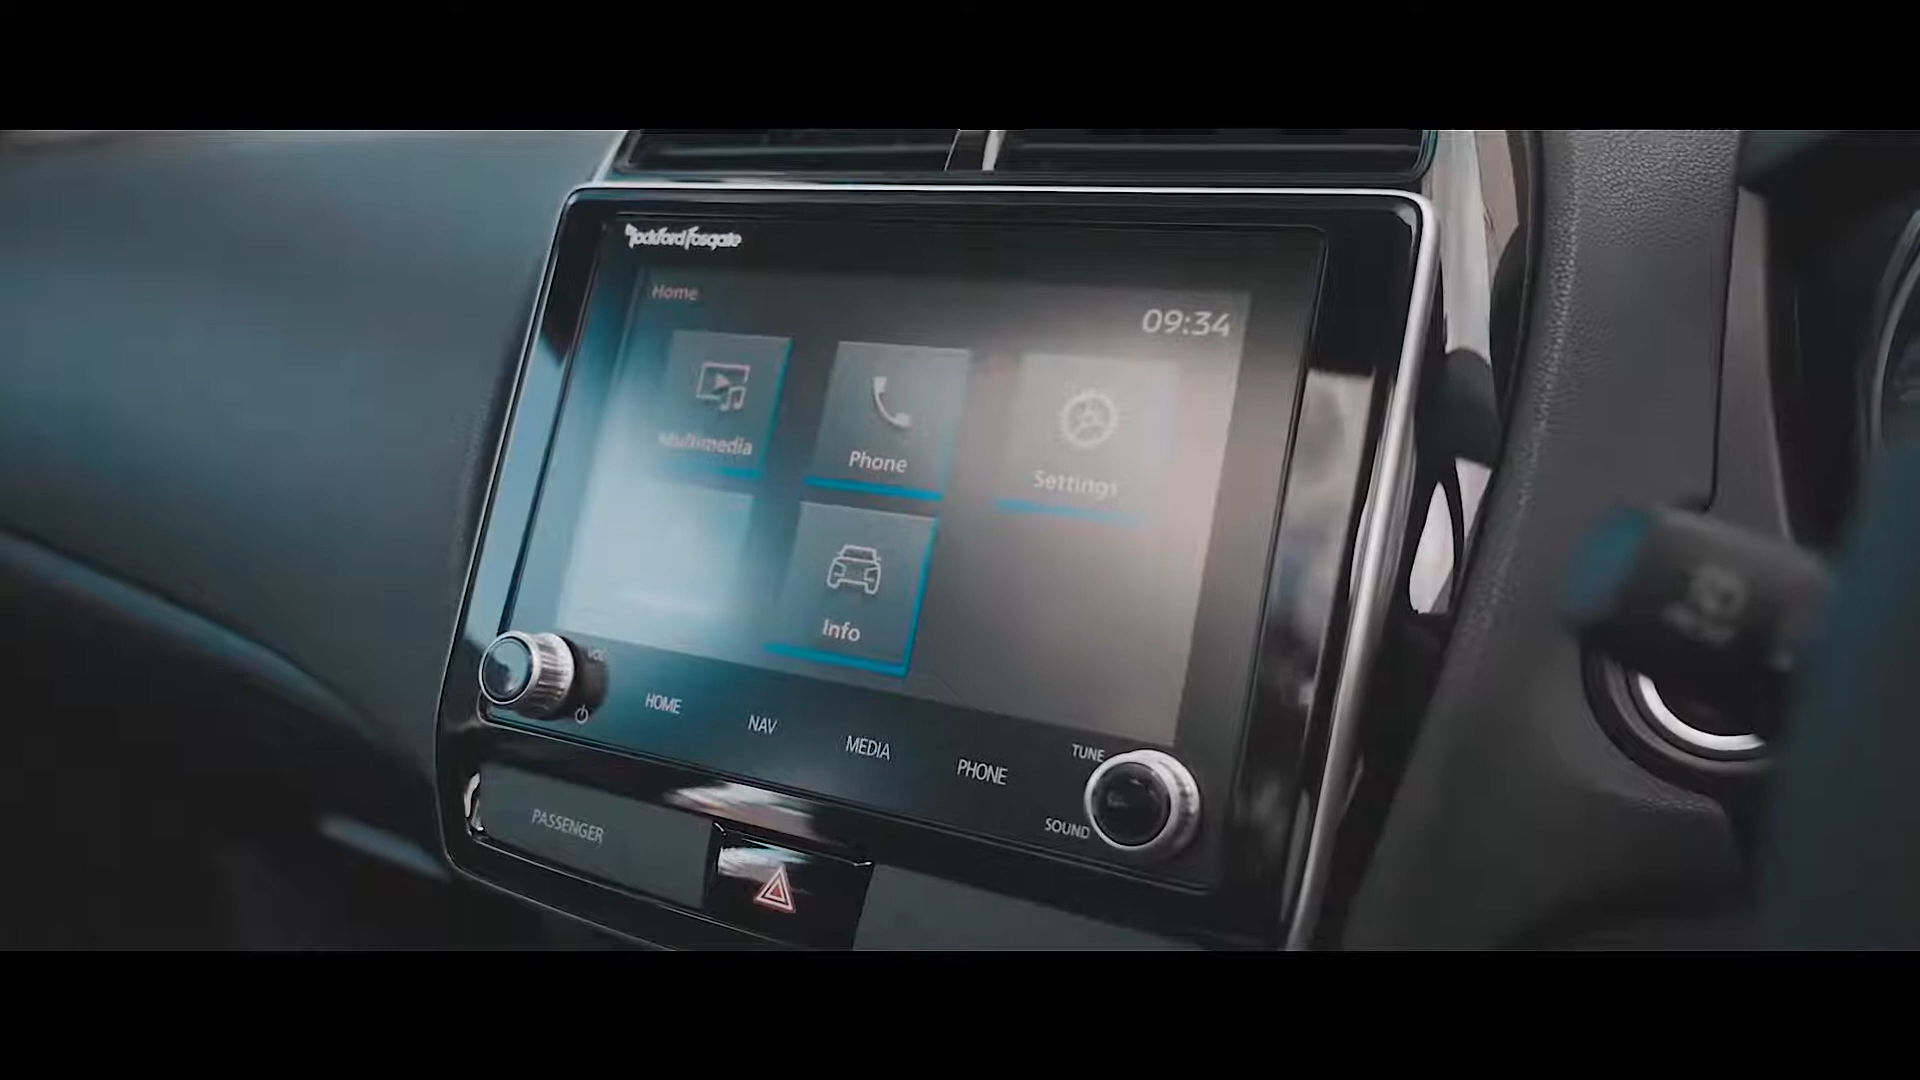 Rockford Fosgate
Home
09:34
Multimedia
Phone
Settings
Info
VOL
HOME
NAV
MEDIA
PHONE
TUNE
SOUND
PASSENGER